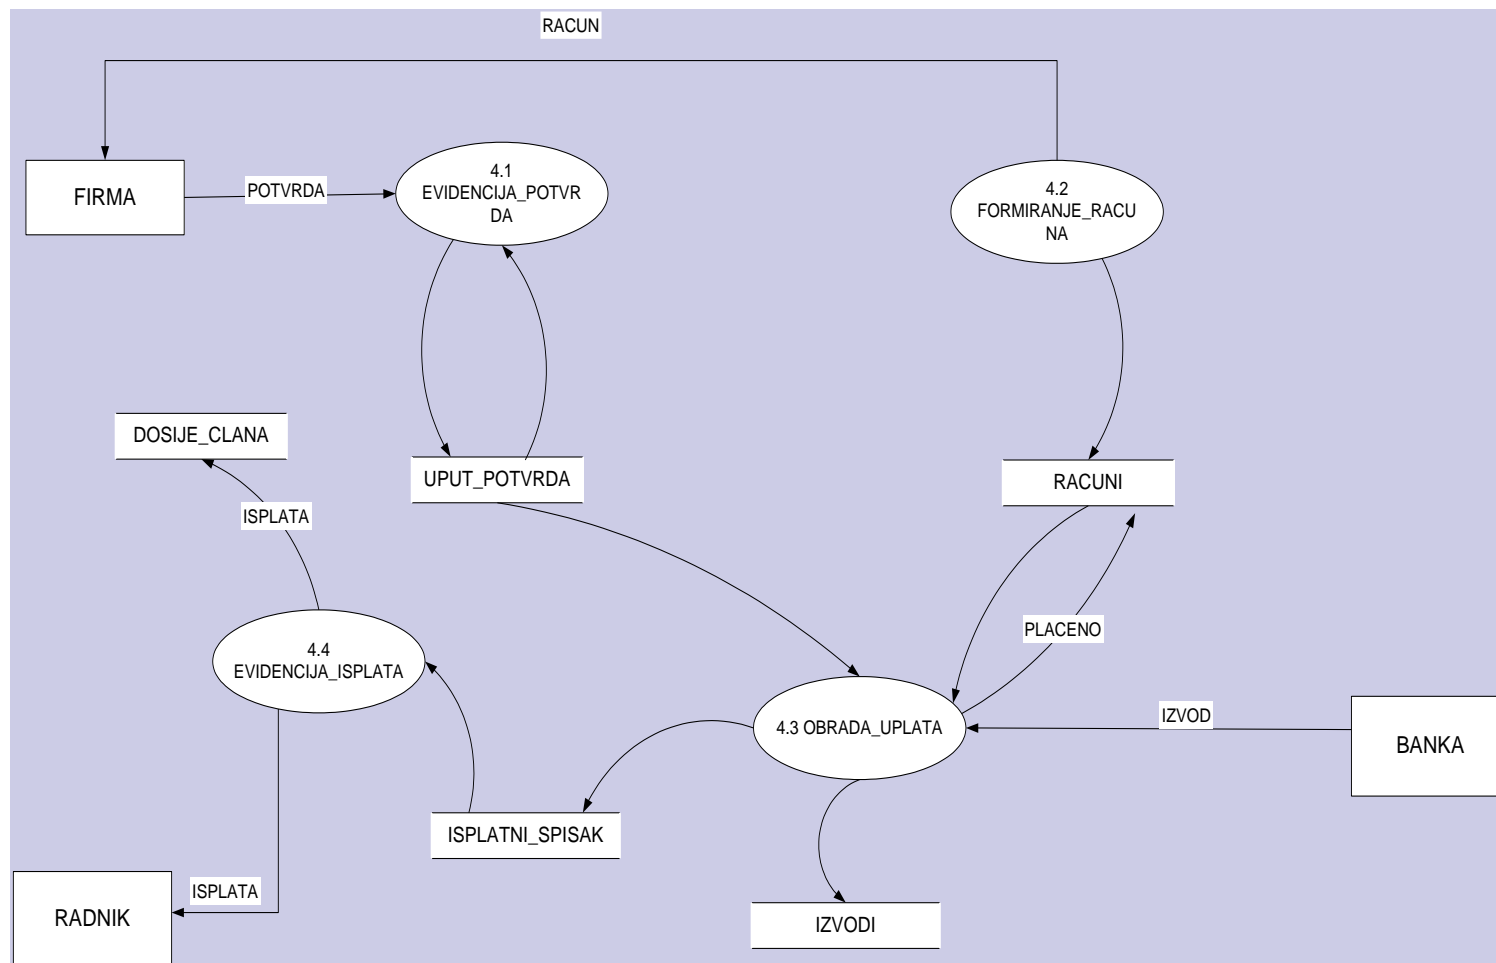 RACUN
FIRMA
POTVRDA
4.1
EVIDENCIJA_POTVR
DA
4.2
FORMIRANJE_RACU
NA
DOSIJE_CLANA
UPUT_POTVRDA
RACUNI
ISPLATA
PLACENO
4.4
EVIDENCIJA_ISPLATA
4.3 OBRADA_UPLATA
IZVOD
BANKA
ISPLATNI_SPISAK
ISPLATA
RADNIK
IZVODI